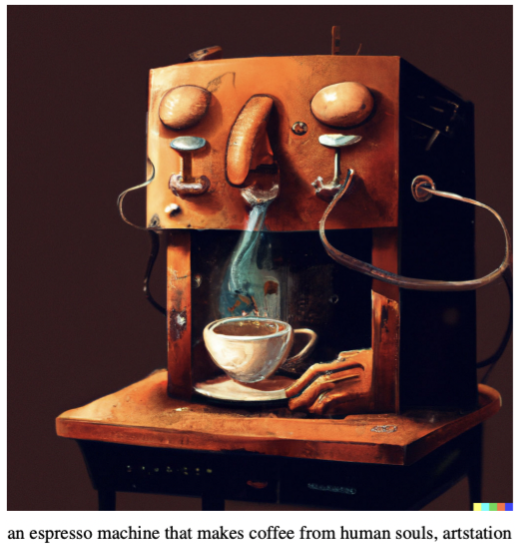 an espresso machine that makes coffee from human souls, artstation